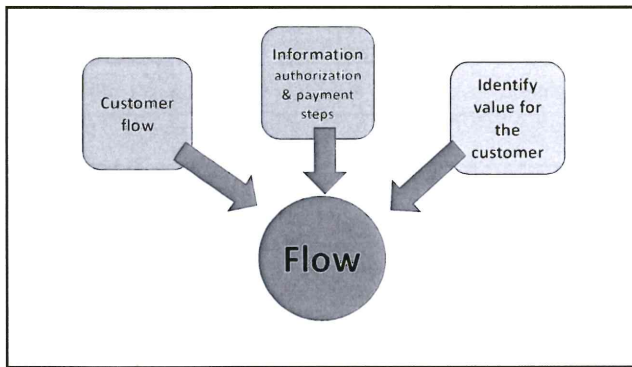 Customer
flow
Information
authorization
& payment
steps
Identify
value for
the
customer
Flow